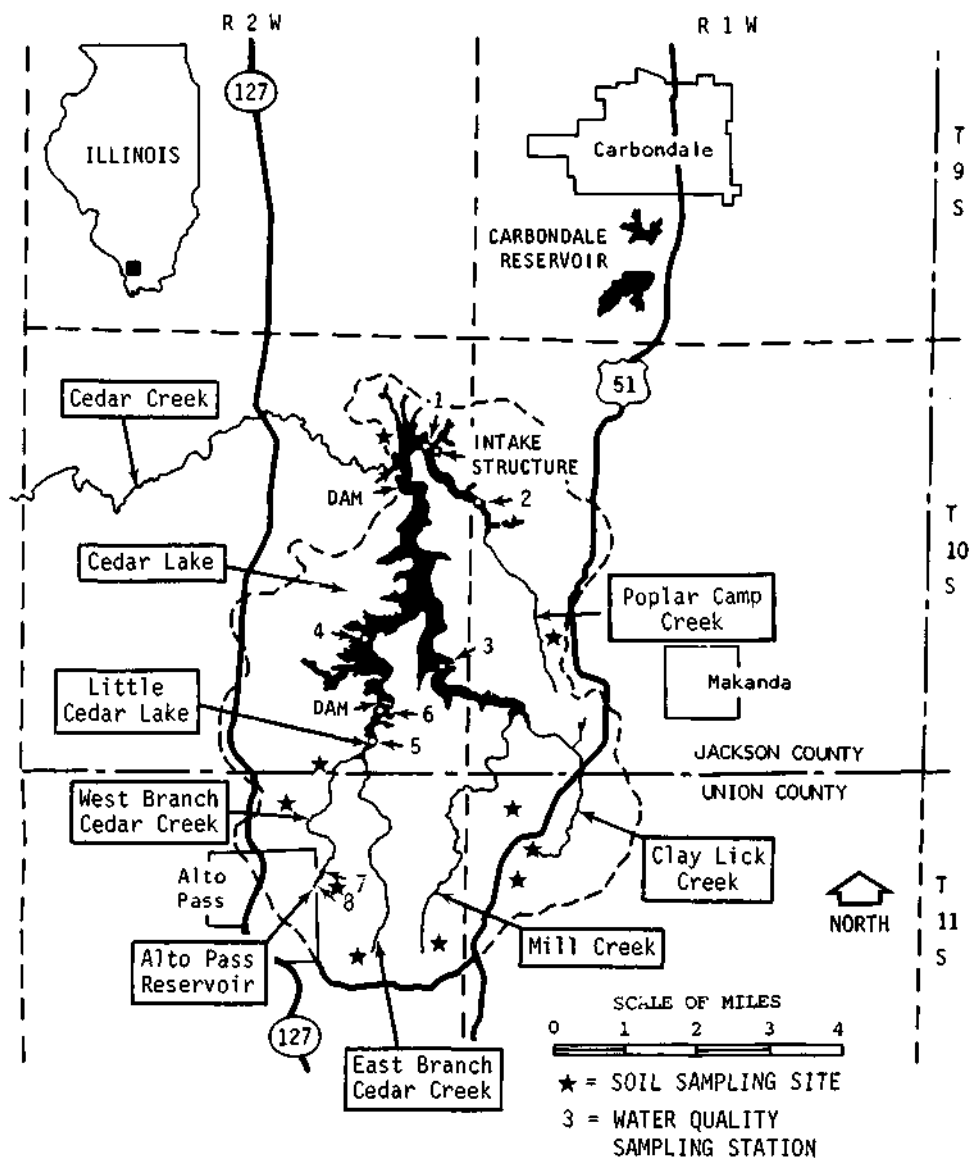 R 2 W
R 1 W
127
ILLINOIS
Carbondale
T
9
S
CARBONDALE
RESERVOIR
51
Cedar Creek
1
INTAKE
STRUCTURE
DAM
2
T
10
S
Cedar Lake
Poplar Camp
Creek
4
3
Makanda
Little
Cedar Lake
DAM
6
5
JACKSON COUNTY
UNION COUNTY
West Branch
Cedar Creek
Clay Lick
Creek
Alto
Pass
7
8
NORTH
T
11
S
Mill Creek
Alto Pass
Reservoir
127
East Branch
Cedar Creek
SCALE OF MILES
0 1 2 3 4
★ = SOIL SAMPLING SITE
3 = WATER QUALITY
SAMPLING STATION